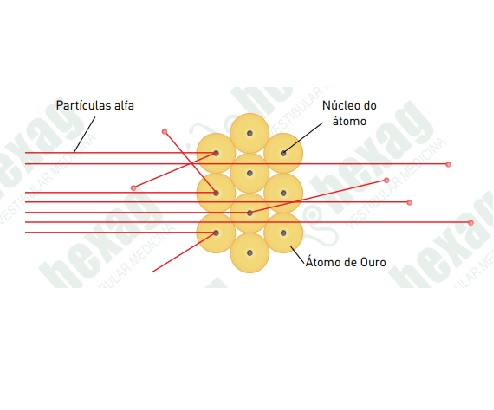 Partículas alfa
Núcleo do
átomo
Átomo de Ouro
hexag
VESTIBULAR MEDICINA
hexag
VESTIBULAR MEDICINA
hexag
VESTIBULAR MEDICINA
hexag
VESTIBULAR MEDICINA